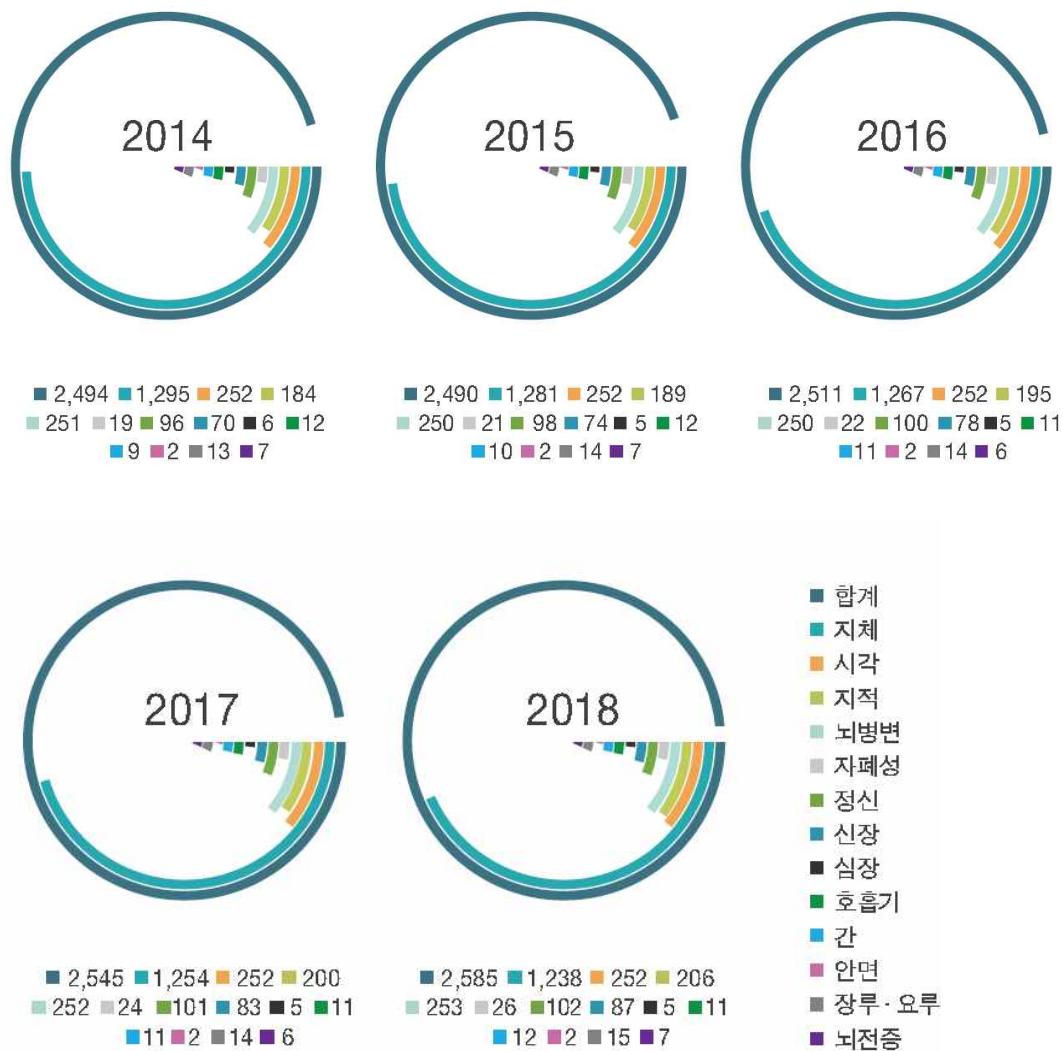 2014
2015
2016
2,494 1,295 252 184
251 19 96 70 6 12
9 2 13 7
2,490 1,281 252 189
250 21 98 74 5 12
10 2 14 7
2,511 1,267 252 195
250 22 100 78 5 11
11 2 14 6
2017
2018
2,545 1,254 252 200
252 24 101 83 5 11
11 2 14 6
2,585 1,238 252 206
253 26 102 87 5 11
12 2 15 7
합계
지체
시각
지적
뇌병변
자폐성
정신
신장
심장
호흡기
간
안면
장루 · 요루
뇌전증